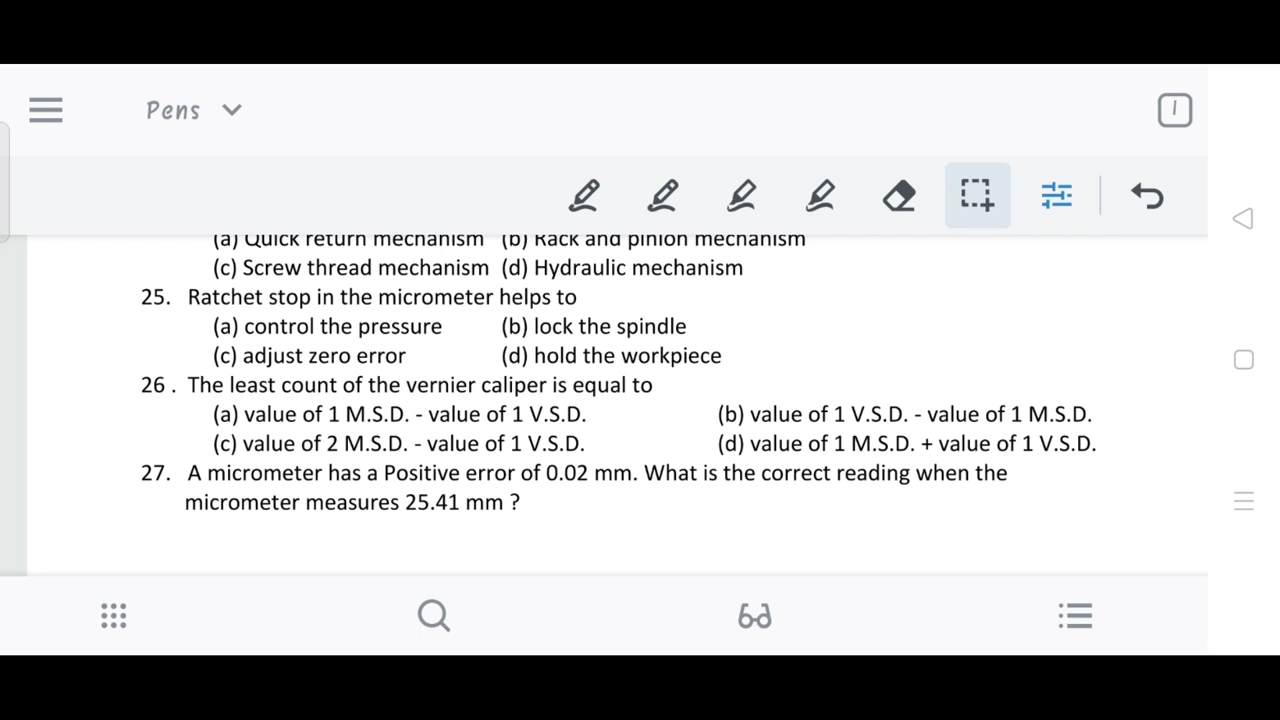 Pens
(a) Quick return mechanism (b) Rack and pinion mechanism
(c) Screw thread mechanism (d) Hydraulic mechanism
25. Ratchet stop in the micrometer helps to
(a) control the pressure (b) lock the spindle
(c) adjust zero error (d) hold the workpiece
26 . The least count of the vernier caliper is equal to
(a) value of 1 M.S.D. - value of 1 V.S.D. (b) value of 1 V.S.D. - value of 1 M.S.D.
(c) value of 2 M.S.D. - value of 1 V.S.D. (d) value of 1 M.S.D. + value of 1 V.S.D.
27. A micrometer has a Positive error of 0.02 mm. What is the correct reading when the
micrometer measures 25.41 mm ?